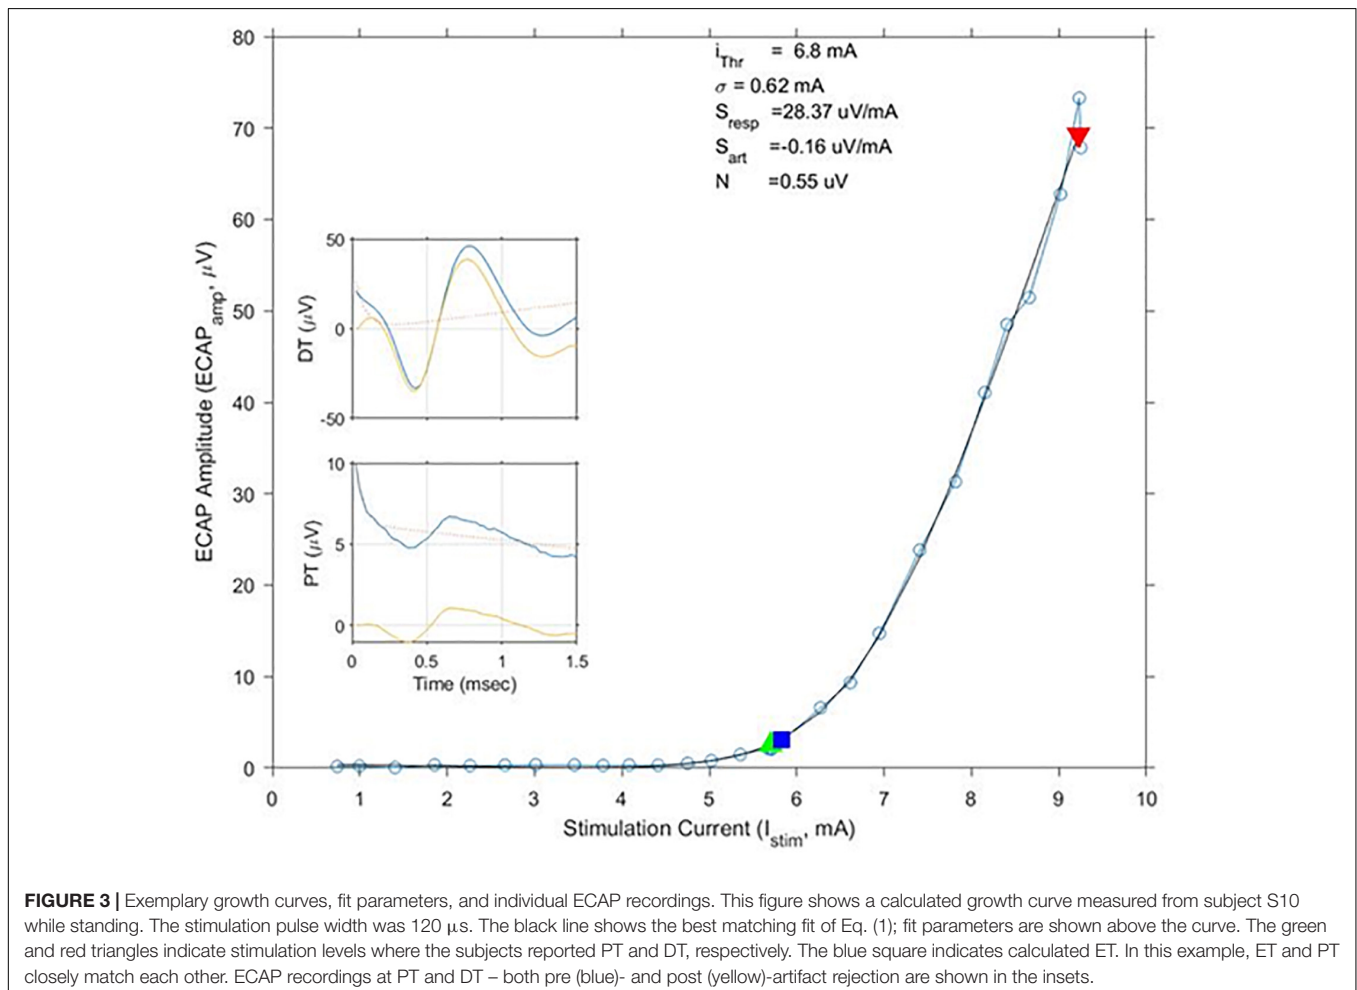 80
70
60
50
40
30
20
10
0
ECAP Amplitude (ECAP_amp, μV)
i_Thr = 6.8 mA
σ = 0.62 mA
S_resp =28.37 uV/mA
S_art =-0.16 uV/mA
N =0.55 uV
50
0
-50
DT (μV)
10
5
0
PT (μV)
0 0.5 1 1.5
Time (msec)
0 1 2 3 4 5 6 7 8 9 10
Stimulation Current (I_stim, mA)
FIGURE 3 | Exemplary growth curves, fit parameters, and individual ECAP recordings. This figure shows a calculated growth curve measured from subject S10
while standing. The stimulation pulse width was 120 μs. The black line shows the best matching fit of Eq. (1); fit parameters are shown above the curve. The green
and red triangles indicate stimulation levels where the subjects reported PT and DT, respectively. The blue square indicates calculated ET. In this example, ET and PT
closely match each other. ECAP recordings at PT and DT – both pre (blue)- and post (yellow)-artifact rejection are shown in the insets.